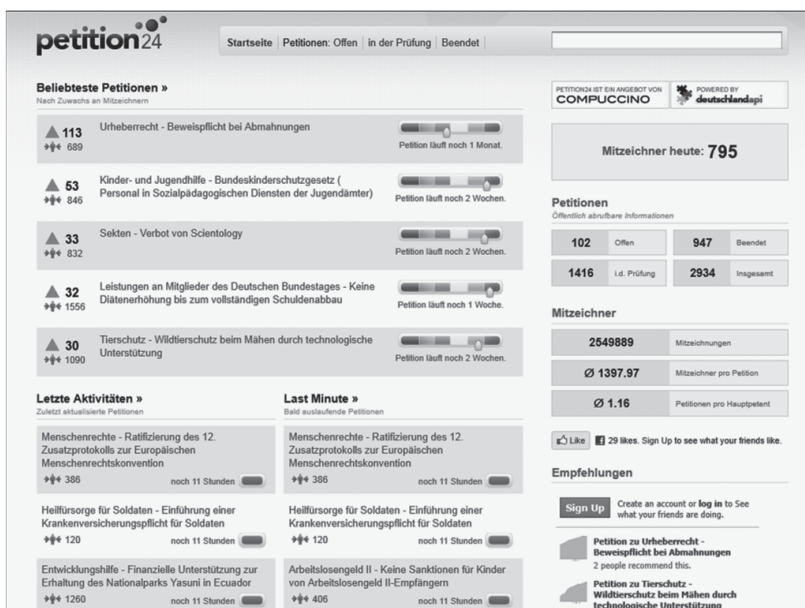 petition24
Startseite Petitionen: Offen in der Prüfung Beendet
Beliebteste Petitionen »
Nach Zuwachs an Mitzeichnern
113
689
Urheberrecht - Beweispflicht bei Abmahnungen
Petition läuft noch 1 Monat.
53
846
Kinder- und Jugendhilfe - Bundeskinderschutzgesetz (
Personal in Sozialpädagogischen Diensten der Jugendämter)
Petition läuft noch 2 Wochen.
33
832
Sekten - Verbot von Scientology
Petition läuft noch 2 Wochen.
32
1556
Leistungen an Mitglieder des Deutschen Bundestages - Keine
Diätenerhöhung bis zum vollständigen Schuldenabbau
Petition läuft noch 1 Woche.
30
1090
Tierschutz - Wildtierschutz beim Mähen durch technologische
Unterstützung
Petition läuft noch 2 Wochen.
Letzte Aktivitäten »
Zuletzt aktualisierte Petitionen
Menschenrechte - Ratifizierung des 12.
Zusatzprotokolls zur Europäischen
Menschenrechtskonvention
386 noch 11 Stunden
Heilfürsorge für Soldaten - Einführung einer
Krankenversicherungspflicht für Soldaten
120 noch 11 Stunden
Entwicklungshilfe - Finanzielle Unterstützung zur
Erhaltung des Nationalparks Yasuni in Ecuador
1260 noch 11 Stunden
Last Minute »
Bald auslaufende Petitionen
Menschenrechte - Ratifizierung des 12.
Zusatzprotokolls zur Europäischen
Menschenrechtskonvention
386 noch 11 Stunden
Heilfürsorge für Soldaten - Einführung einer
Krankenversicherungspflicht für Soldaten
120 noch 11 Stunden
Arbeitslosengeld II - Keine Sanktionen für Kinder
von Arbeitslosengeld II-Empfängern
406 noch 11 Stunden
PETITION24 IST EIN ANGEBOT VON
COMPUCCINO
POWERED BY
deutschlandapi
Mitzeichner heute: 795
Petitionen
Öffentlich abrufbare Informationen
102 Offen 947 Beendet
1416 i.d. Prüfung 2934 Insgesamt
Mitzeichner
2549889 Mitzeichnungen
Ø 1397.97 Mitzeichner pro Petition
Ø 1.16 Petitionen pro Hauptpetent
Like 29 likes. Sign Up to see what your friends like.
Empfehlungen
Sign Up
Create an account or log in to See
what your friends are doing.
Petition zu Urheberrecht -
Beweispflicht bei Abmahnungen
2 people recommend this.
Petition zu Tierschutz -
Wildtierschutz beim Mähen durch
technologische Unterstützung